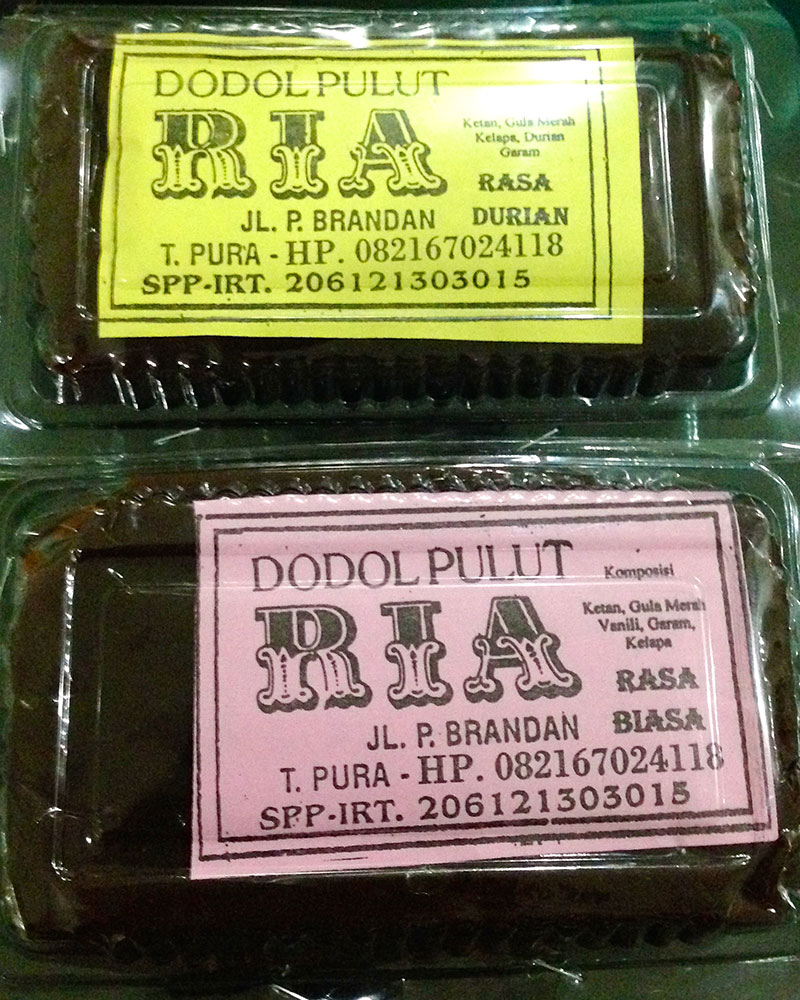 DODOL PULUT
RIA
Ketan, Gula Merah
Kelapa, Durian
Garam
RASA
DURIAN
JL. P. BRANDAN
T. PURA - HP. 082167024118
SPP-IRT. 206121303015
DODOL PULUT
RIA
Komposisi
Ketan, Gula Merah
Vanili, Garam,
Kelapa
RASA
BIASA
JL. P. BRANDAN
T. PURA - HP. 082167024118
SPP-IRT. 206121303015